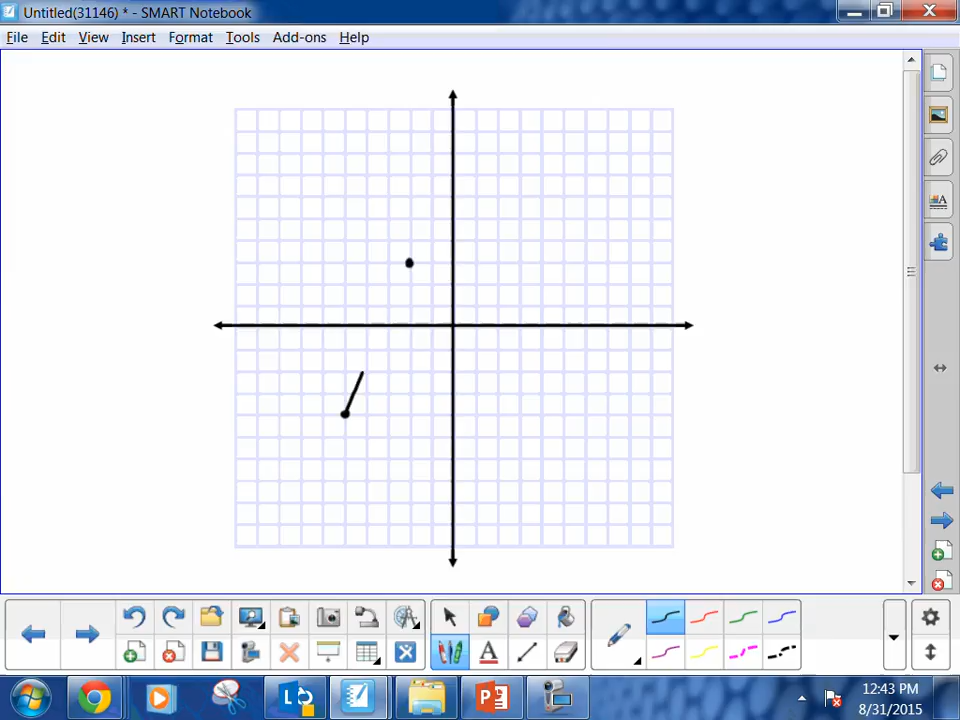 Untitled(31146) * - SMART Notebook
File Edit View Insert Format Tools Add-ons Help
A
A
12:43 PM
8/31/2015